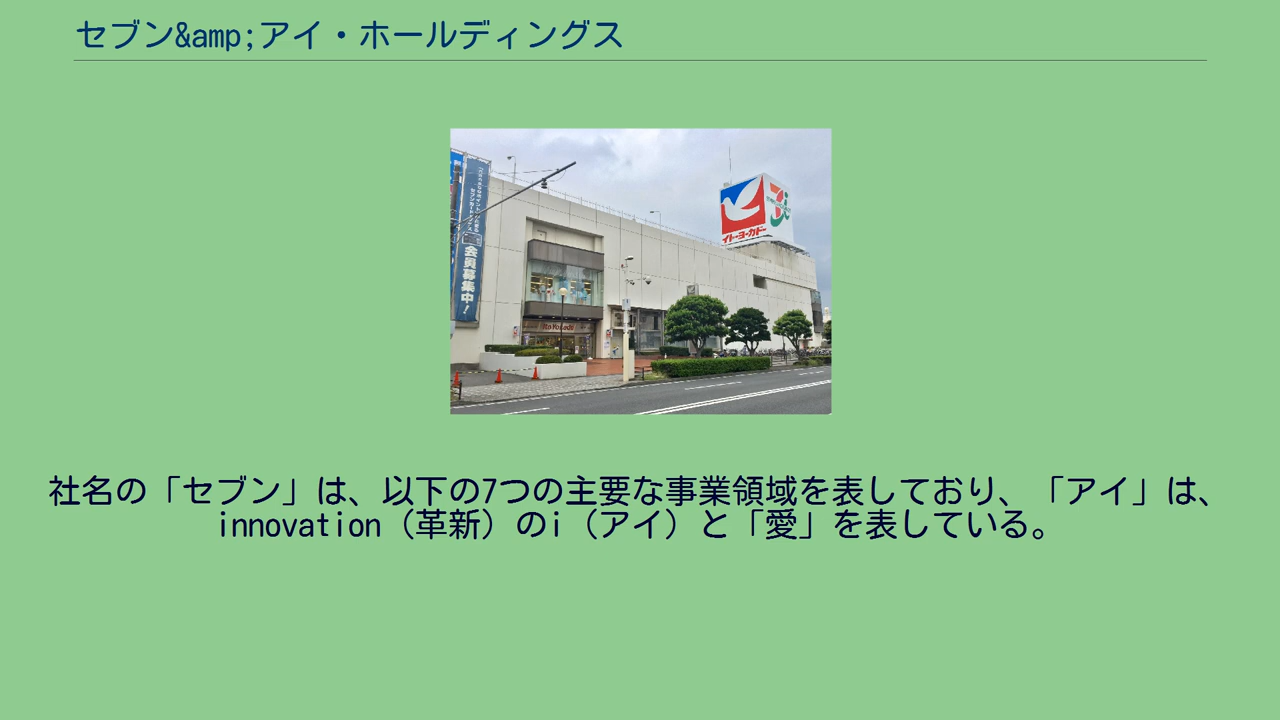 セブン&amp;アイ・ホールディングス
会員募集中!
イトーヨーカドー
Ito Yokado
社名の「セブン」は、以下の7つの主要な事業領域を表しており、「アイ」は、
innovation（革新）のi（アイ）と「愛」を表している。